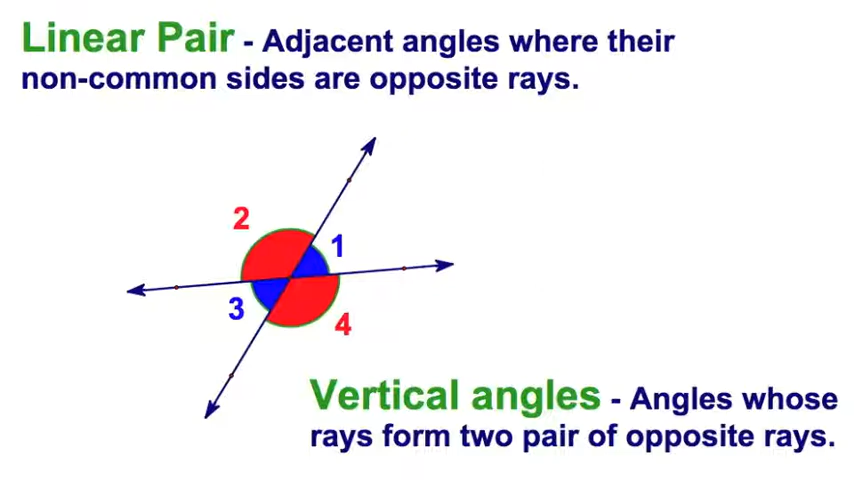 Linear Pair - Adjacent angles where their
non-common sides are opposite rays.
2
1
3
4
Vertical angles - Angles whose
rays form two pair of opposite rays.